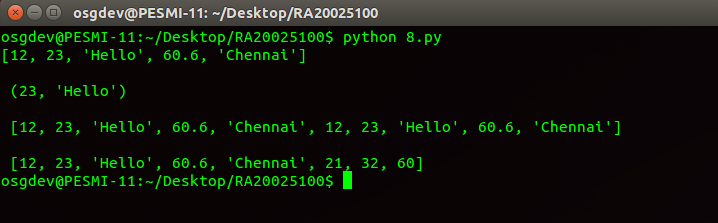 osgdev@PESMI-11: ~/Desktop/RA20025100
osgdev@PESMI-11:~/Desktop/RA20025100$ python 8.py
[12, 23, 'Hello', 60.6, 'Chennai']
(23, 'Hello')
[12, 23, 'Hello', 60.6, 'Chennai', 12, 23, 'Hello', 60.6, 'Chennai']
[12, 23, 'Hello', 60.6, 'Chennai', 21, 32, 60]
osgdev@PESMI-11:~/Desktop/RA20025100$